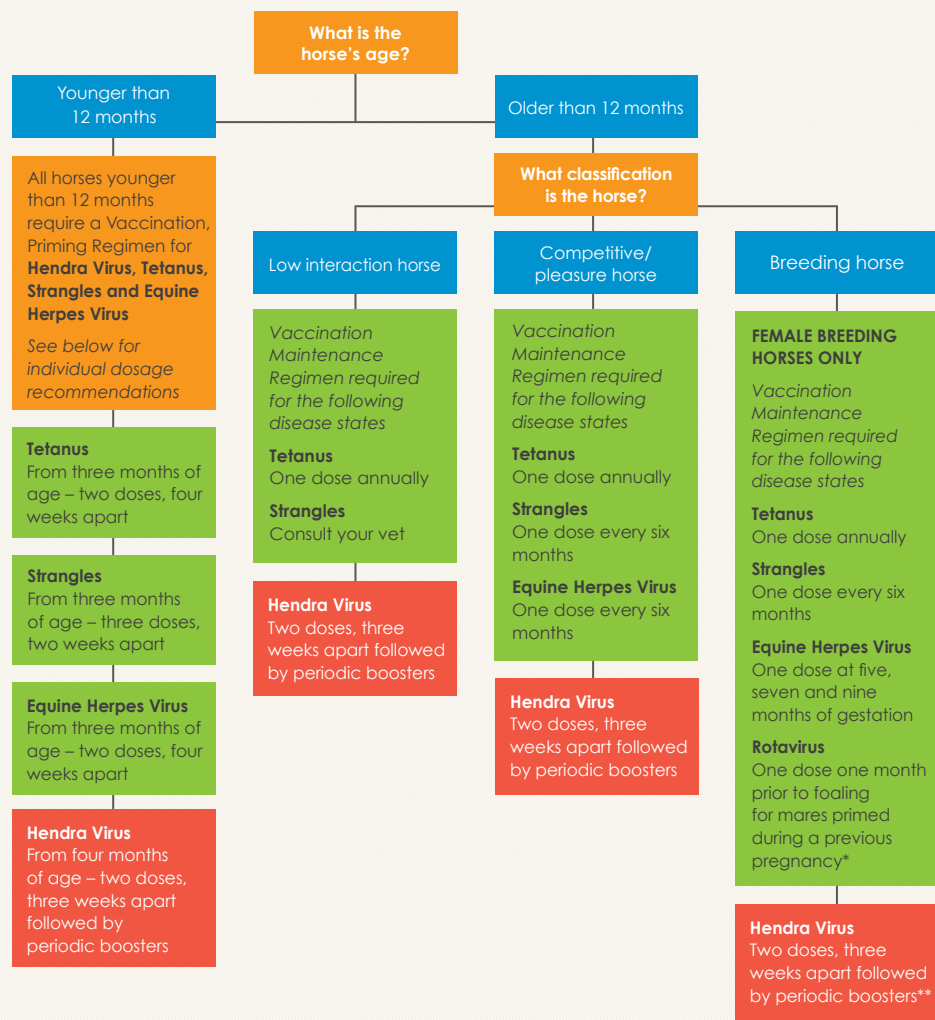 What is the
horse's age?
Younger than
12 months
Older than 12 months
All horses younger
than 12 months
require a Vaccination,
Priming Regimen for
Hendra Virus, Tetanus,
Strangles and Equine
Herpes Virus
See below for
individual dosage
recommendations
Tetanus
From three months of
age – two doses, four
weeks apart
Strangles
From three months
of age – three doses,
two weeks apart
Equine Herpes Virus
From three months of
age – two doses, four
weeks apart
Hendra Virus
From four months
of age – two doses,
three weeks apart
followed by
periodic boosters
What classification
is the horse?
Low interaction horse
Vaccination
Maintenance
Regimen required
for the following
disease states
Tetanus
One dose annually
Strangles
Consult your vet
Hendra Virus
Two doses, three
weeks apart followed
by periodic boosters
Competitive/
pleasure horse
Vaccination
Maintenance
Regimen required
for the following
disease states
Tetanus
One dose annually
Strangles
One dose every six
months
Equine Herpes Virus
One dose every six
months
Hendra Virus
Two doses, three
weeks apart followed
by periodic boosters
Breeding horse
FEMALE BREEDING
HORSES ONLY
Vaccination
Maintenance
Regimen required
for the following
disease states
Tetanus
One dose annually
Strangles
One dose every six
months
Equine Herpes Virus
One dose at five,
seven and nine
months of gestation
Rotavirus
One dose one month
prior to foaling
for mares primed
during a previous
pregnancy*
Hendra Virus
Two doses, three
weeks apart followed
by periodic boosters**